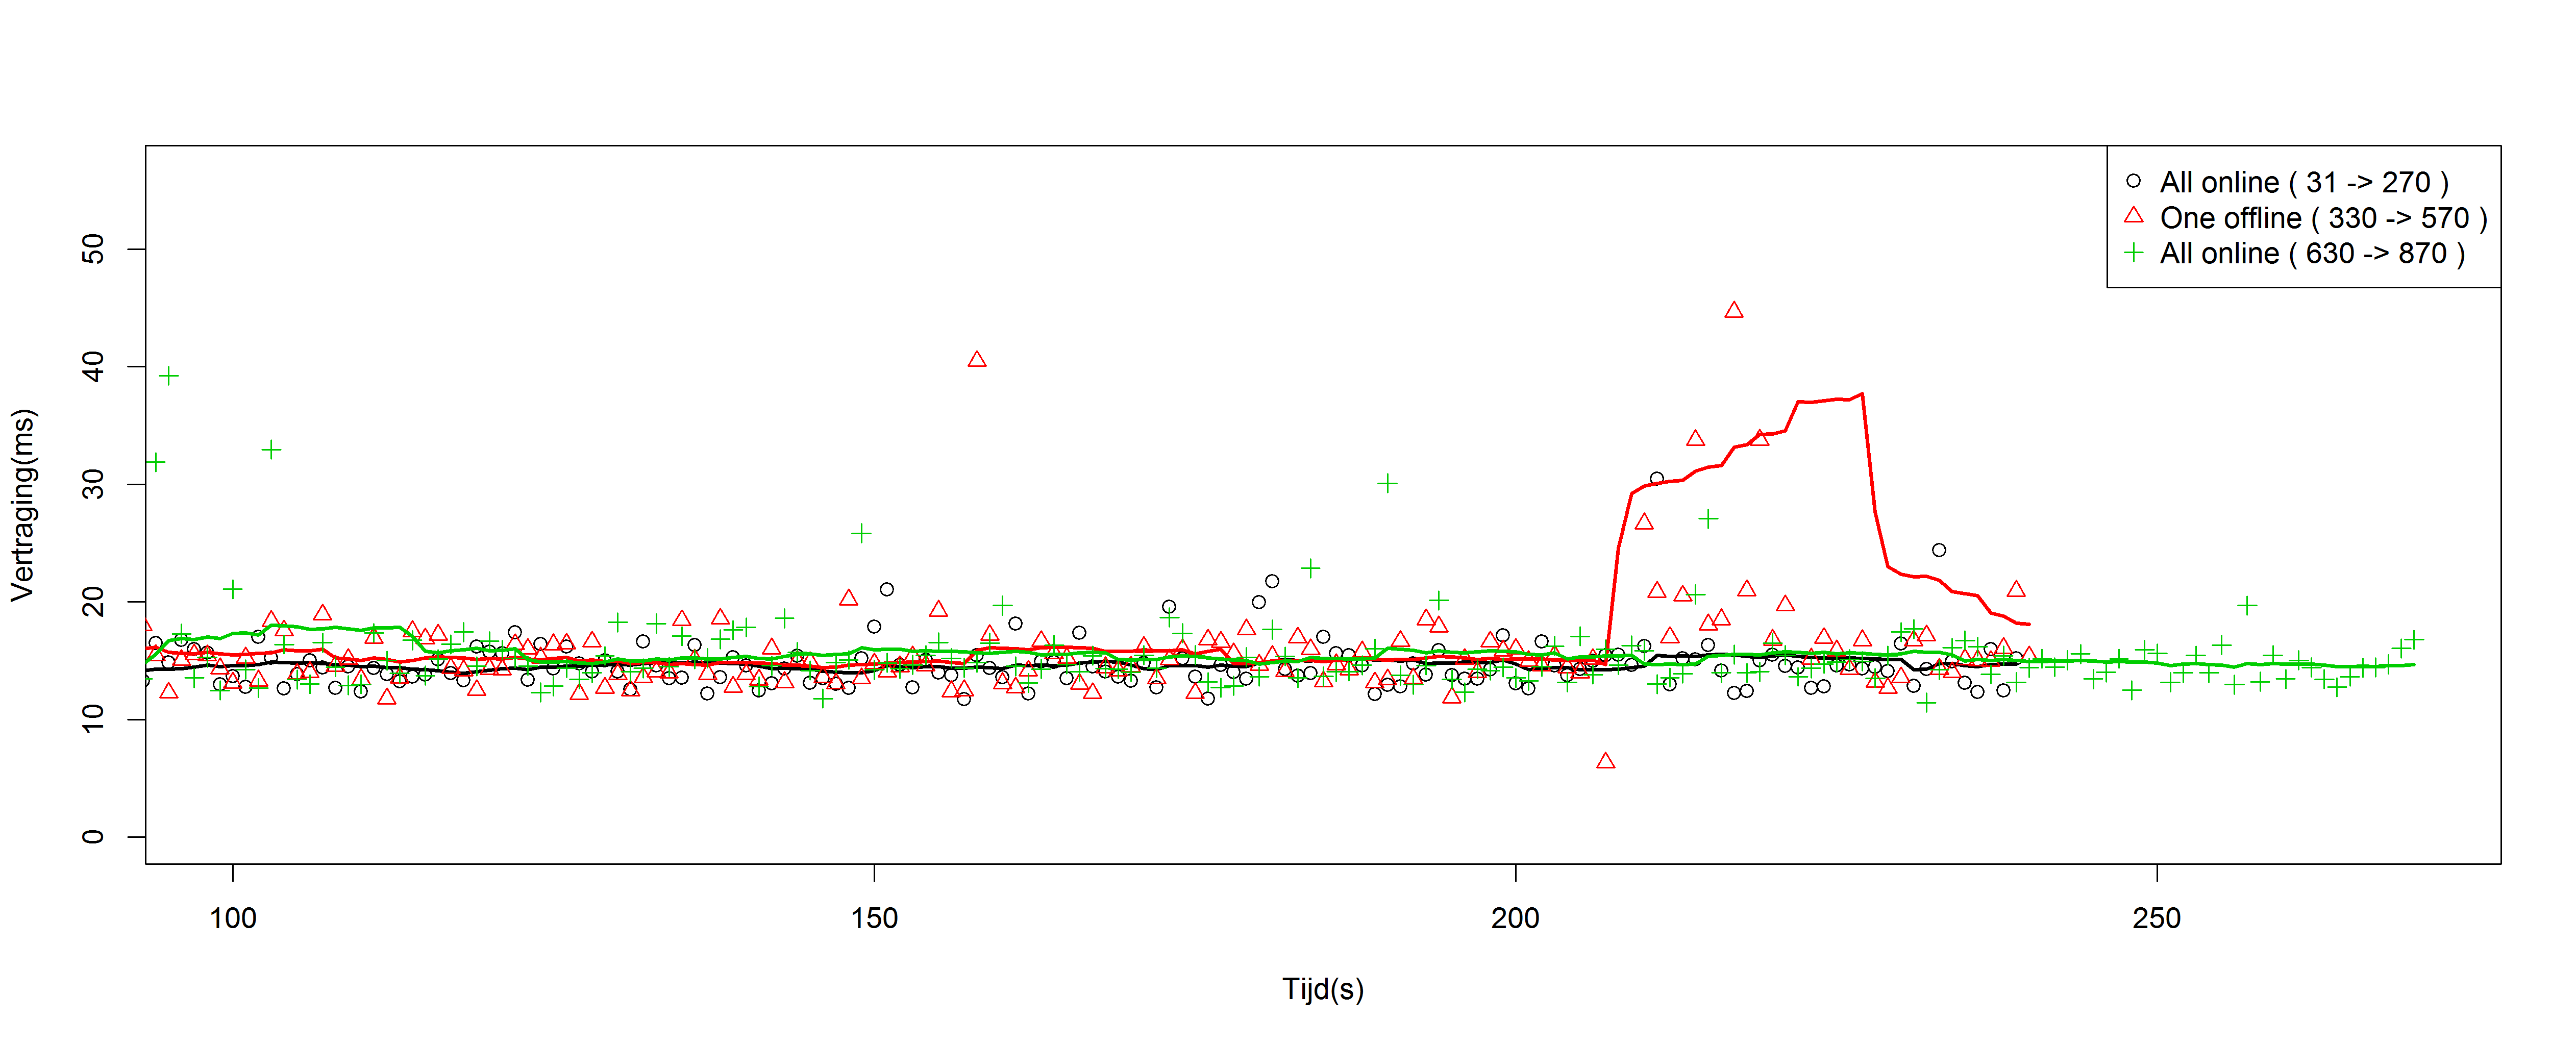 All online ( 31 -> 270 )
One offline ( 330 -> 570 )
All online ( 630 -> 870 )
Vertraging(ms)
50
40
30
20
10
0
100
150
200
250
Tijd(s)